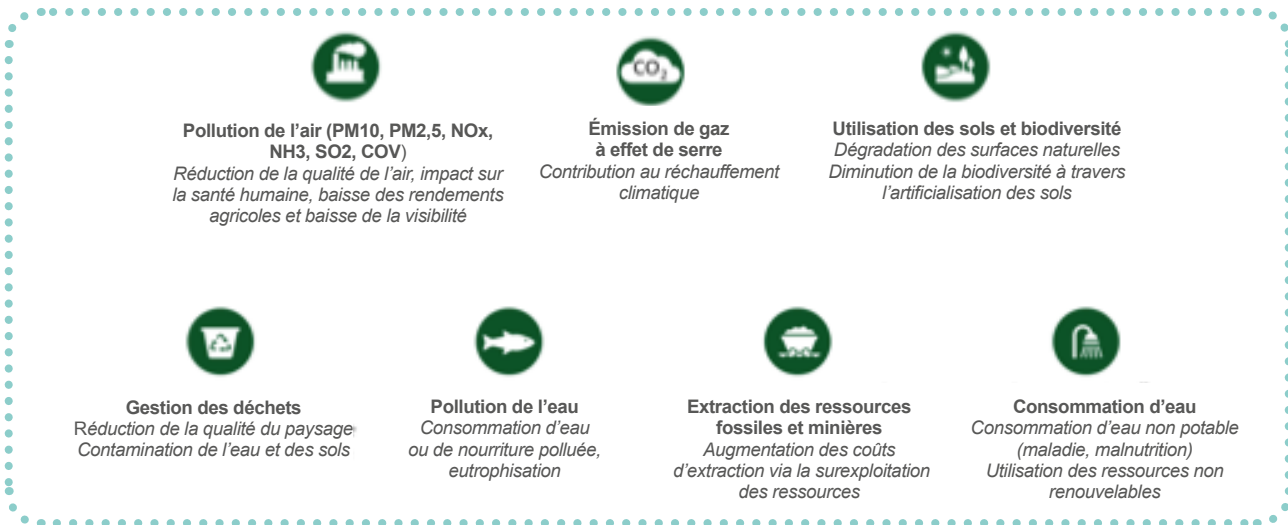 CO2
Pollution de l’air (PM10, PM2,5, NOx,
NH3, SO2, COV)
Réduction de la qualité de l’air, impact sur
la santé humaine, baisse des rendements
agricoles et baisse de la visibilité
Émission de gaz
à effet de serre
Contribution au réchauffement
climatique
Utilisation des sols et biodiversité
Dégradation des surfaces naturelles
Diminution de la biodiversité à travers
l’artificialisation des sols
Gestion des déchets
Réduction de la qualité du paysage
Contamination de l’eau et des sols
Pollution de l’eau
Consommation d’eau
ou de nourriture polluée,
eutrophisation
Extraction des ressources
fossiles et minières
Augmentation des coûts
d’extraction via la surexploitation
des ressources
Consommation d’eau
Consommation d’eau non potable
(maladie, malnutrition)
Utilisation des ressources non
renouvelables